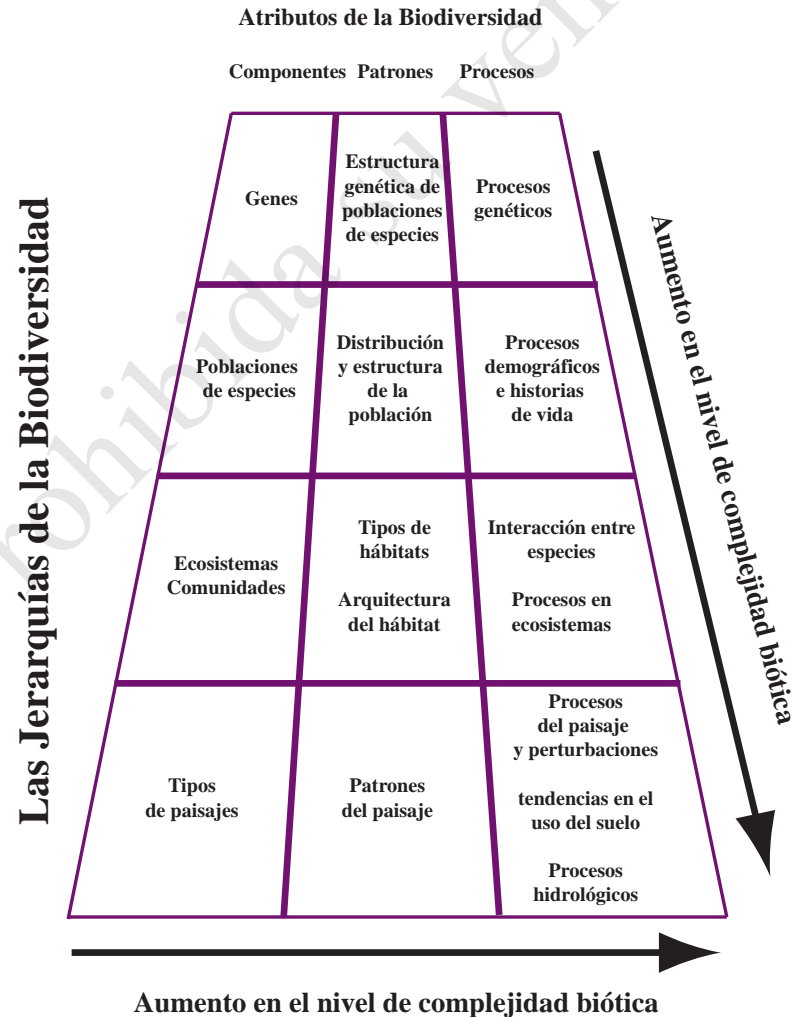 Atributos de la Biodiversidad
Componentes Patrones Procesos
Genes
Estructura
genética de
poblaciones
de especies
Procesos
genéticos
Poblaciones
de especies
Distribución
y estructura
de la
población
Procesos
demográficos
e historias
de vida
Ecosistemas
Comunidades
Tipos de
hábitats
Arquitectura
del hábitat
Interacción entre
especies
Procesos en
ecosistemas
Tipos
de paisajes
Patrones
del paisaje
Procesos
del paisaje
y perturbaciones
tendencias en el
uso del suelo
Procesos
hidrológicos
Las Jerarquías de la Biodiversidad
Aumento en el nivel de complejidad biótica
Aumento en el nivel de complejidad biótica
rohibida su ven